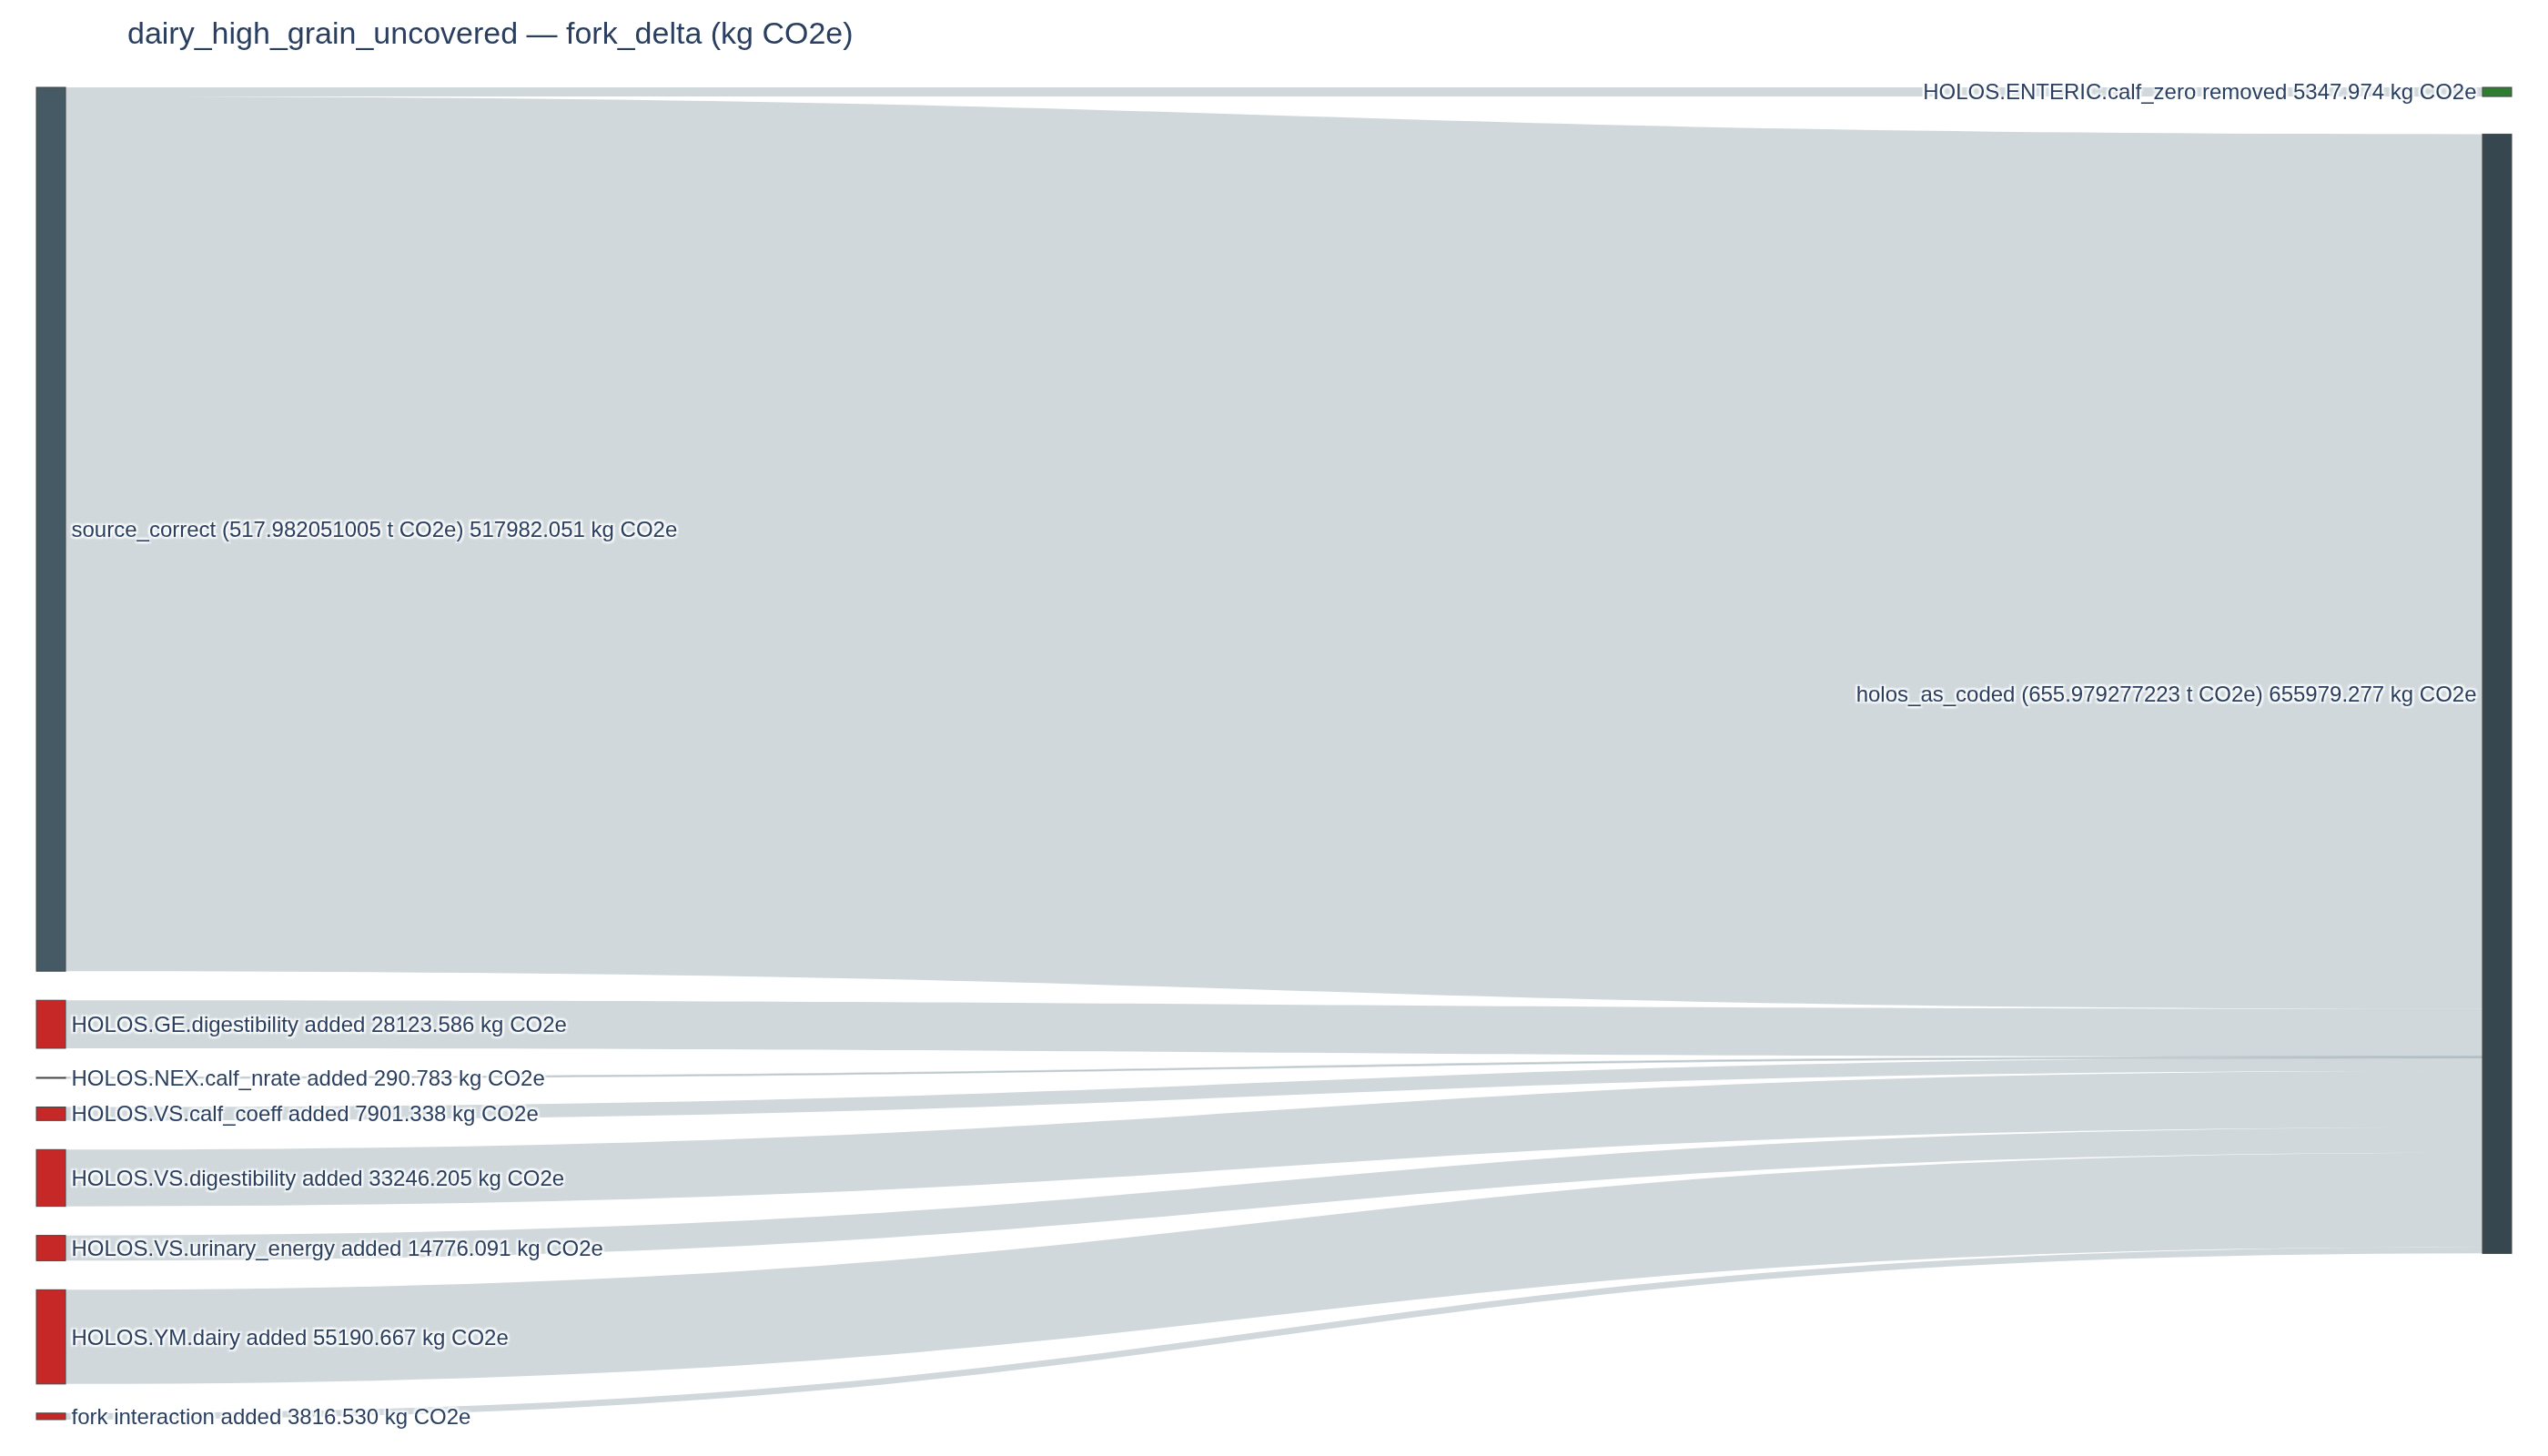 dairy_high_grain_uncovered — fork_delta (kg CO2e)
HOLOS.ENTERIC.calf_zero removed 5347.974 kg CO2e
source_correct (517.982051005 t CO2e) 517982.051 kg CO2e
holos_as_coded (655.979277223 t CO2e) 655979.277 kg CO2e
HOLOS.GE.digestibility added 28123.586 kg CO2e
HOLOS.NEX.calf_nrate added 290.783 kg CO2e
HOLOS.VS.calf_coeff added 7901.338 kg CO2e
HOLOS.VS.digestibility added 33246.205 kg CO2e
HOLOS.VS.urinary_energy added 14776.091 kg CO2e
HOLOS.YM.dairy added 55190.667 kg CO2e
fork interaction added 3816.530 kg CO2e